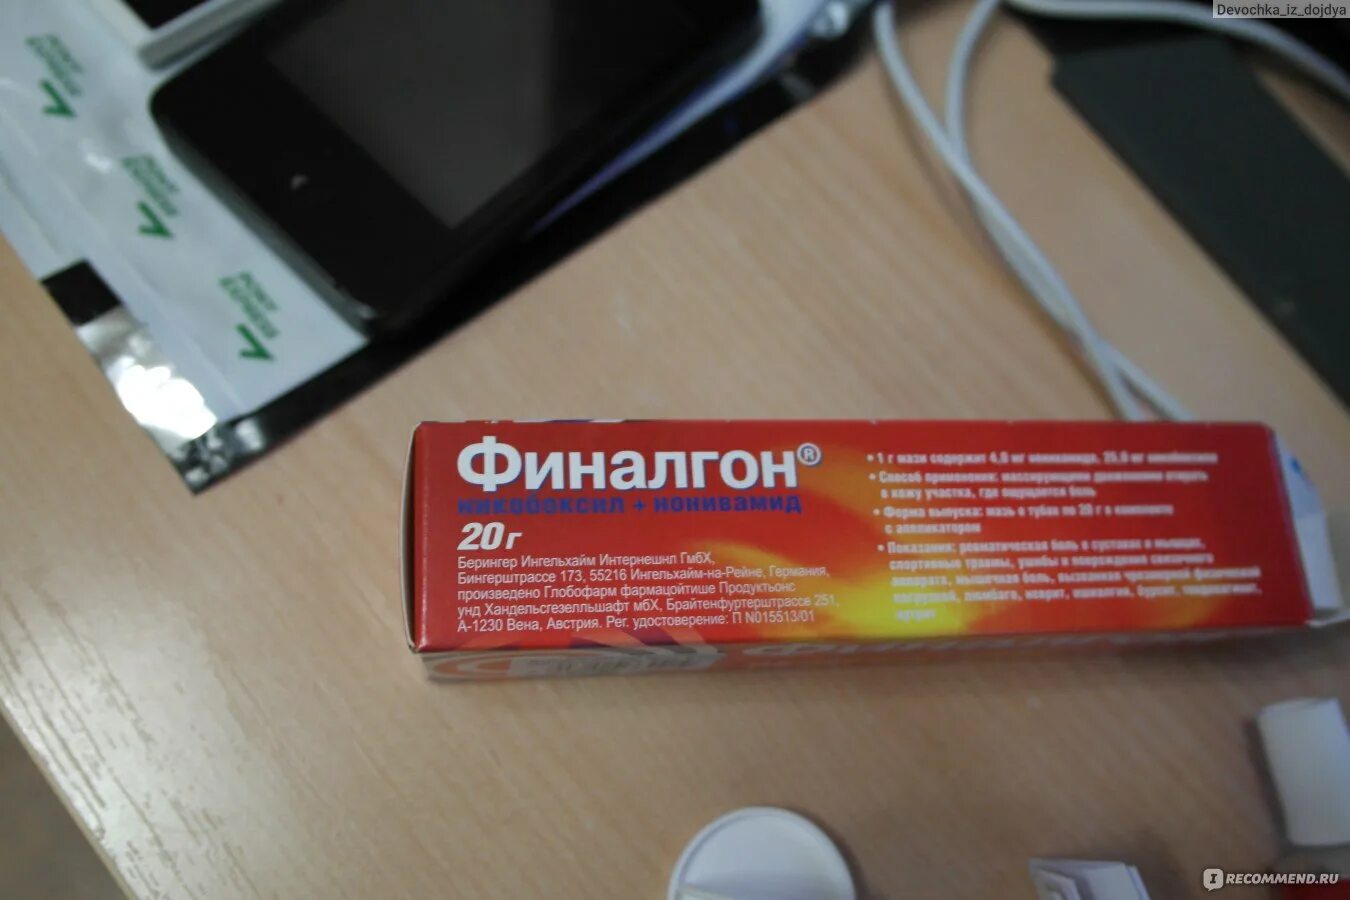 Devochka_iz_dojdya
Финалгон®
никобоксил + нонивамид
20 г
Берингер Ингельхайм Интернешнл ГмбХ,
Бингерштрассе 173, 55216 Ингельхайм-на-Рейне, Германия,
произведено Глобофарм фармацойтише Продуктьонс
унд Хандельсгезелльшафт мбХ, Брайтенфуртерштрассе 251,
А-1230 Вена, Австрия. Рег. удостоверение: П N015513/01
• 1 г мази содержит 4,0 мг нонивамида, 25,0 мг никобоксила
• Способ применения: массирующими движениями втирать
в кожу участка, где ощущается боль
• Форма выпуска: мазь в тубах по 20 г в комплекте
с аппликатором
• Показания: ревматическая боль в суставах и мышцах,
спортивные травмы, ушибы и повреждения связочного
аппарата, мышечная боль, вызванная чрезмерной физической
нагрузкой, люмбаго, неврит, ишиалгия, бурсит,
I RECOMMEND.RU